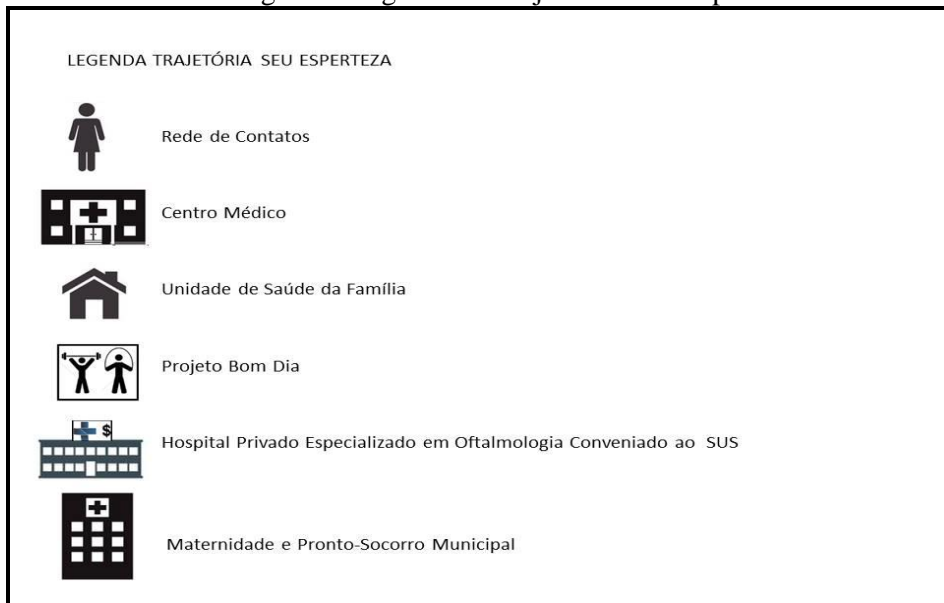 LEGENDA TRAJETÓRIA SEU ESPERTEZA
Rede de Contatos
Centro Médico
Unidade de Saúde da Família
Projeto Bom Dia
$
Hospital Privado Especializado em Oftalmologia Conveniado ao SUS
Maternidade e Pronto-Socorro Municipal